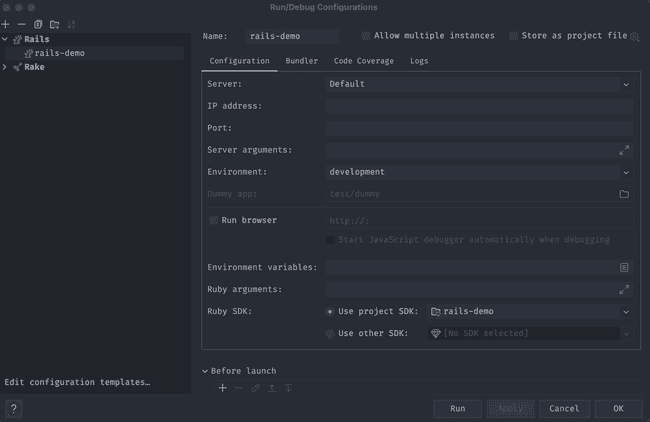 Run/Debug Configurations
Rails
rails-demo
Rake
Name: rails-demo Allow multiple instances Store as project file
Configuration Bundler Code Coverage Logs
Server: Default
IP address:
Port:
Server arguments:
Environment: development
Dummy app: test/dummy
Run browser http://:
Start JavaScript debugger automatically when debugging
Environment variables:
Ruby arguments:
Ruby SDK: Use project SDK: rails-demo
Use other SDK: [No SDK selected]
Before launch
Edit configuration templates…
? Run Apply Cancel OK